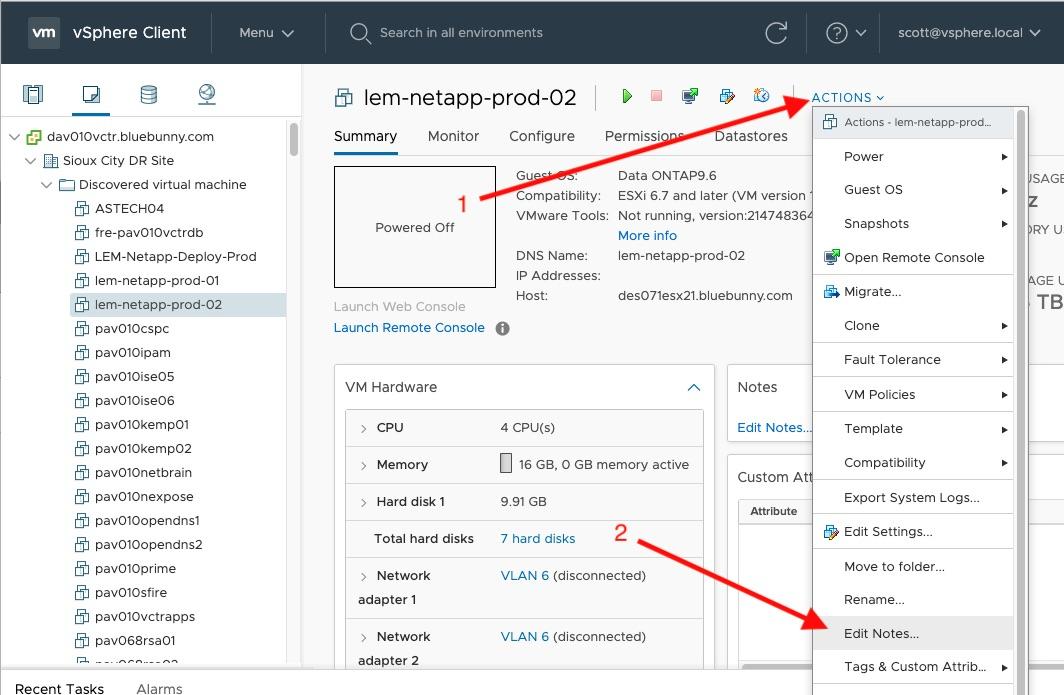 vm vSphere Client Menu Search in all environments scott@vsphere.local
lem-netapp-prod-02 ACTIONS
Summary Monitor Configure Permissions Datastores
dav010vctr.bluebunny.com
Sioux City DR Site
Discovered virtual machine
ASTECH04
fre-pav010vctrdb
LEM-Netapp-Deploy-Prod
lem-netapp-prod-01
lem-netapp-prod-02
pav010cspc
pav010ipam
pav010ise05
pav010ise06
pav010kemp01
pav010kemp02
pav010netbrain
pav010nexpose
pav010opendns1
pav010opendns2
pav010prime
pav010sfire
pav010vctrapps
pav068rsa01
Powered Off
Launch Web Console
Launch Remote Console
1
Guest OS: Data ONTAP9.6
Compatibility: ESXi 6.7 and later (VM version
VMware Tools: Not running, version:214748364
More info
DNS Name: lem-netapp-prod-02
IP Addresses:
Host: des071esx21.bluebunny.com
VM Hardware
CPU 4 CPU(s)
Memory 16 GB, 0 GB memory active
Hard disk 1 9.91 GB
Total hard disks 7 hard disks
Network adapter 1 VLAN 6 (disconnected)
Network adapter 2 VLAN 6 (disconnected)
2
Notes
Edit Notes...
Custom Att
Attribute
Actions - lem-netapp-prod...
Power
Guest OS
Snapshots
Open Remote Console
Migrate...
Clone
Fault Tolerance
VM Policies
Template
Compatibility
Export System Logs...
Edit Settings...
Move to folder...
Rename...
Edit Notes...
Tags & Custom Attrib...
USAGE
Z
RY U
AGE U
TB
Recent Tasks Alarms